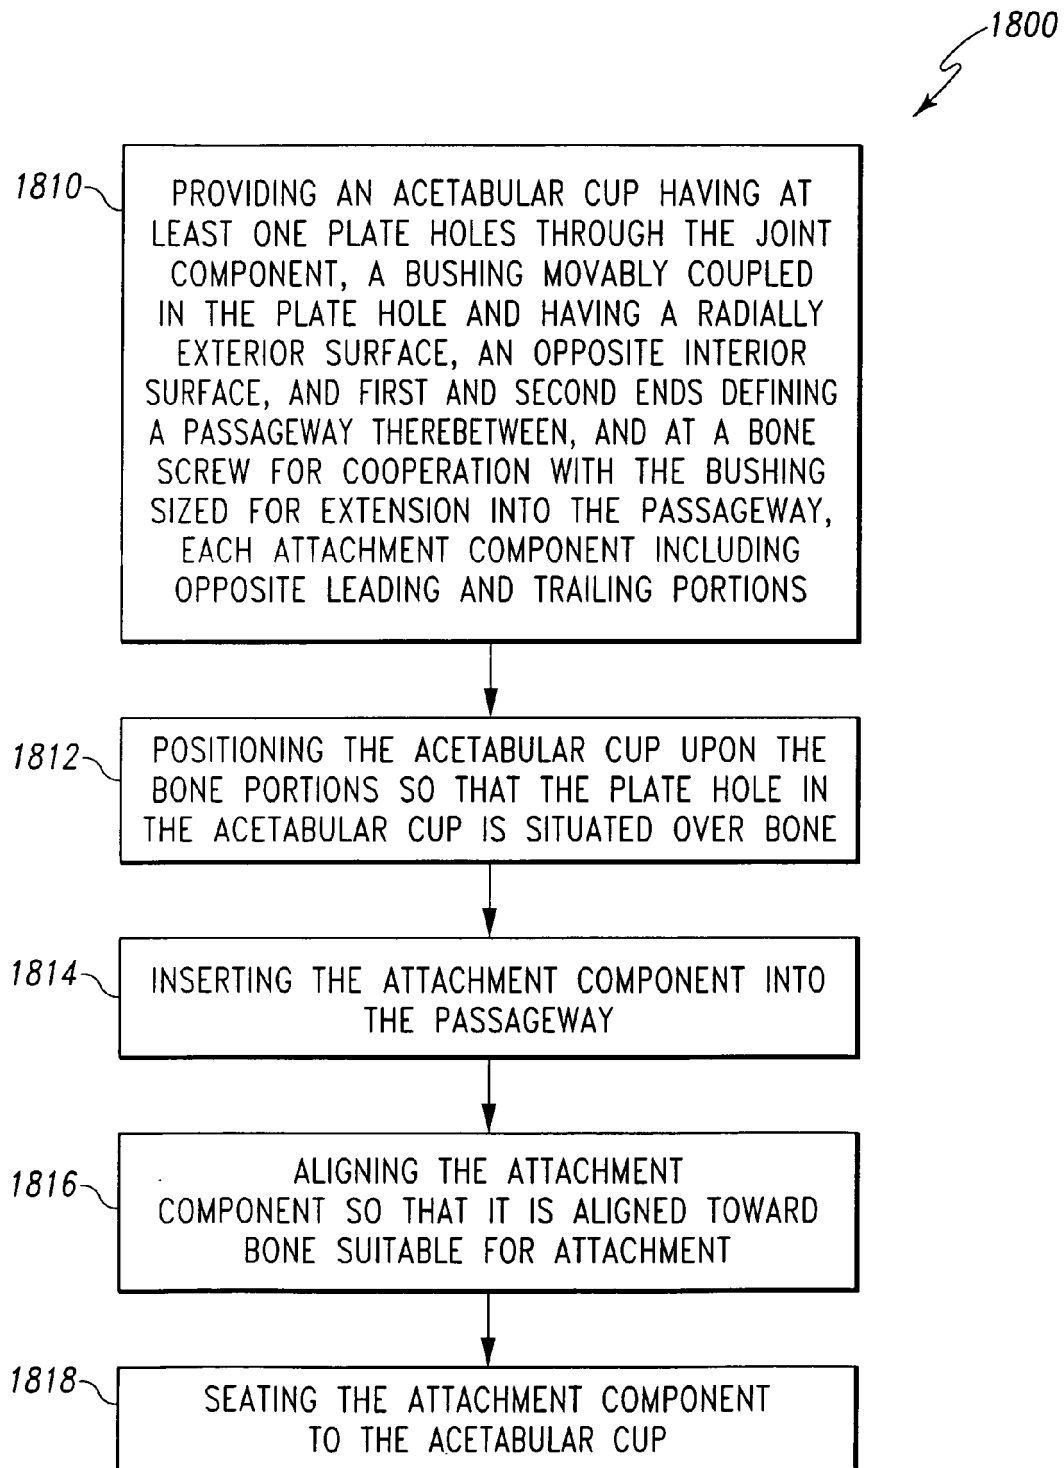 1800
1810
PROVIDING AN ACETABULAR CUP HAVING AT
LEAST ONE PLATE HOLES THROUGH THE JOINT
COMPONENT, A BUSHING MOVABLY COUPLED
IN THE PLATE HOLE AND HAVING A RADIALLY
EXTERIOR SURFACE, AN OPPOSITE INTERIOR
SURFACE, AND FIRST AND SECOND ENDS DEFINING
A PASSAGEWAY THEREBETWEEN, AND AT A BONE
SCREW FOR COOPERATION WITH THE BUSHING
SIZED FOR EXTENSION INTO THE PASSAGEWAY,
EACH ATTACHMENT COMPONENT INCLUDING
OPPOSITE LEADING AND TRAILING PORTIONS
1812
POSITIONING THE ACETABULAR CUP UPON THE
BONE PORTIONS SO THAT THE PLATE HOLE IN
THE ACETABULAR CUP IS SITUATED OVER BONE
1814
INSERTING THE ATTACHMENT COMPONENT INTO
THE PASSAGEWAY
1816
ALIGNING THE ATTACHMENT
COMPONENT SO THAT IT IS ALIGNED TOWARD
BONE SUITABLE FOR ATTACHMENT
1818
SEATING THE ATTACHMENT COMPONENT
TO THE ACETABULAR CUP